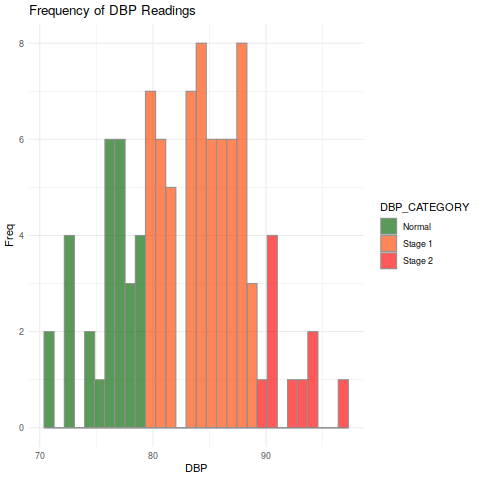 Frequency of DBP Readings
8
6
4
2
0
Freq
70
80
90
DBP
DBP_CATEGORY
Normal
Stage 1
Stage 2